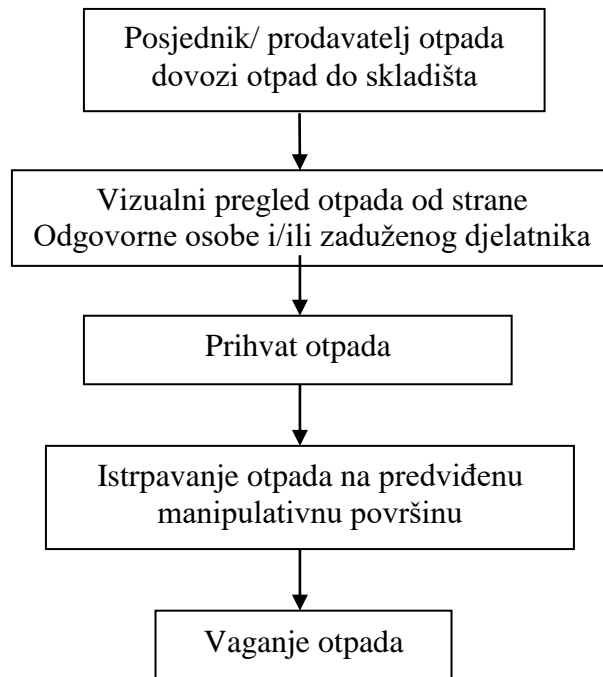 Posjednik/ prodavatelj otpada
dovozi otpad do skladišta
Vizualni pregled otpada od strane
Odgovorne osobe i/ili zaduženog djelatnika
Prihvat otpada
Istrpavanje otpada na predviđenu
manipulativnu površinu
Vaganje otpada